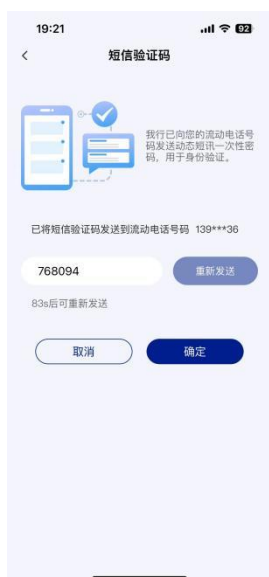 19:21
92
短信验证码
我行已向您的流动电话号
码发送动态短讯一次性密
码，用于身份验证。
已将短信验证码发送到流动电话号码 139***36
768094
重新发送
83s后可重新发送
取消
确定